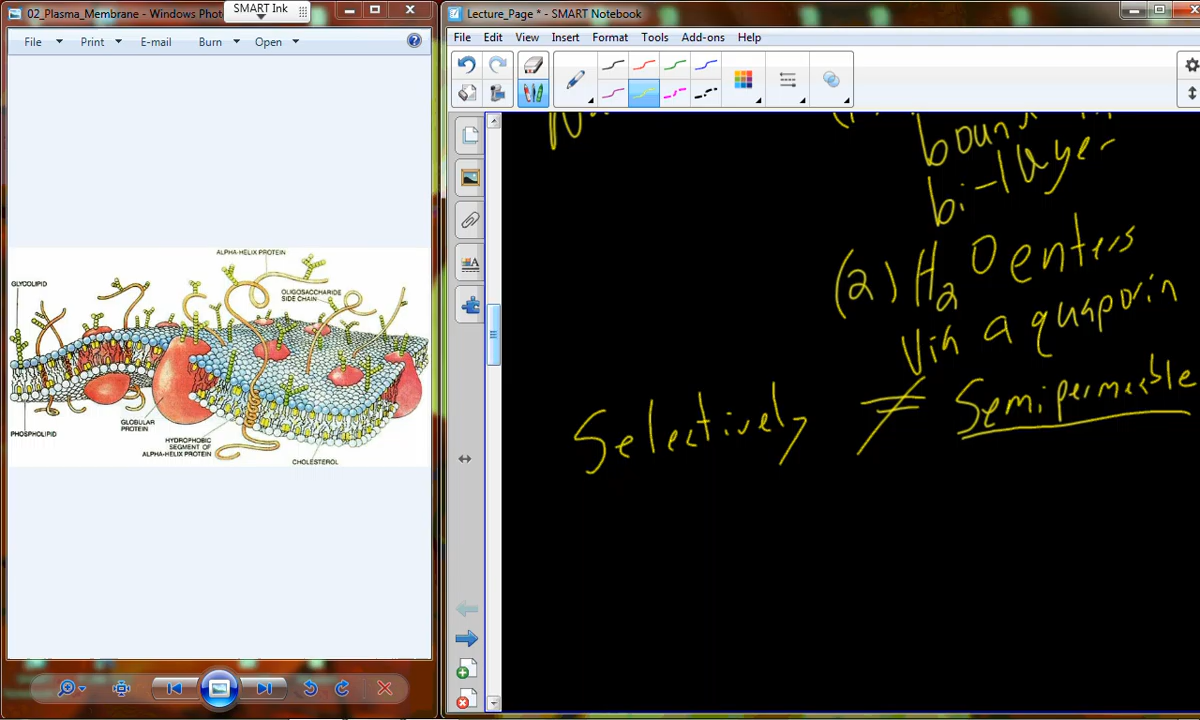 02_Plasma_Membrane - Windows Phot
SMART Ink
File Print E-mail Burn Open
GLYCOLIPID
ALPHA-HELIX PROTEIN
OLIGOSACCHARIDE
SIDE CHAIN
PHOSPHOLIPID
GLOBULAR
PROTEIN
HYDROPHOBIC
SEGMENT OF
ALPHA-HELIX PROTEIN
CHOLESTEROL
Lecture_Page * - SMART Notebook
File Edit View Insert Format Tools Add-ons Help
bi-layer
(2) H2O enters
via aquaporin
Selectively ≠ Semipermeable